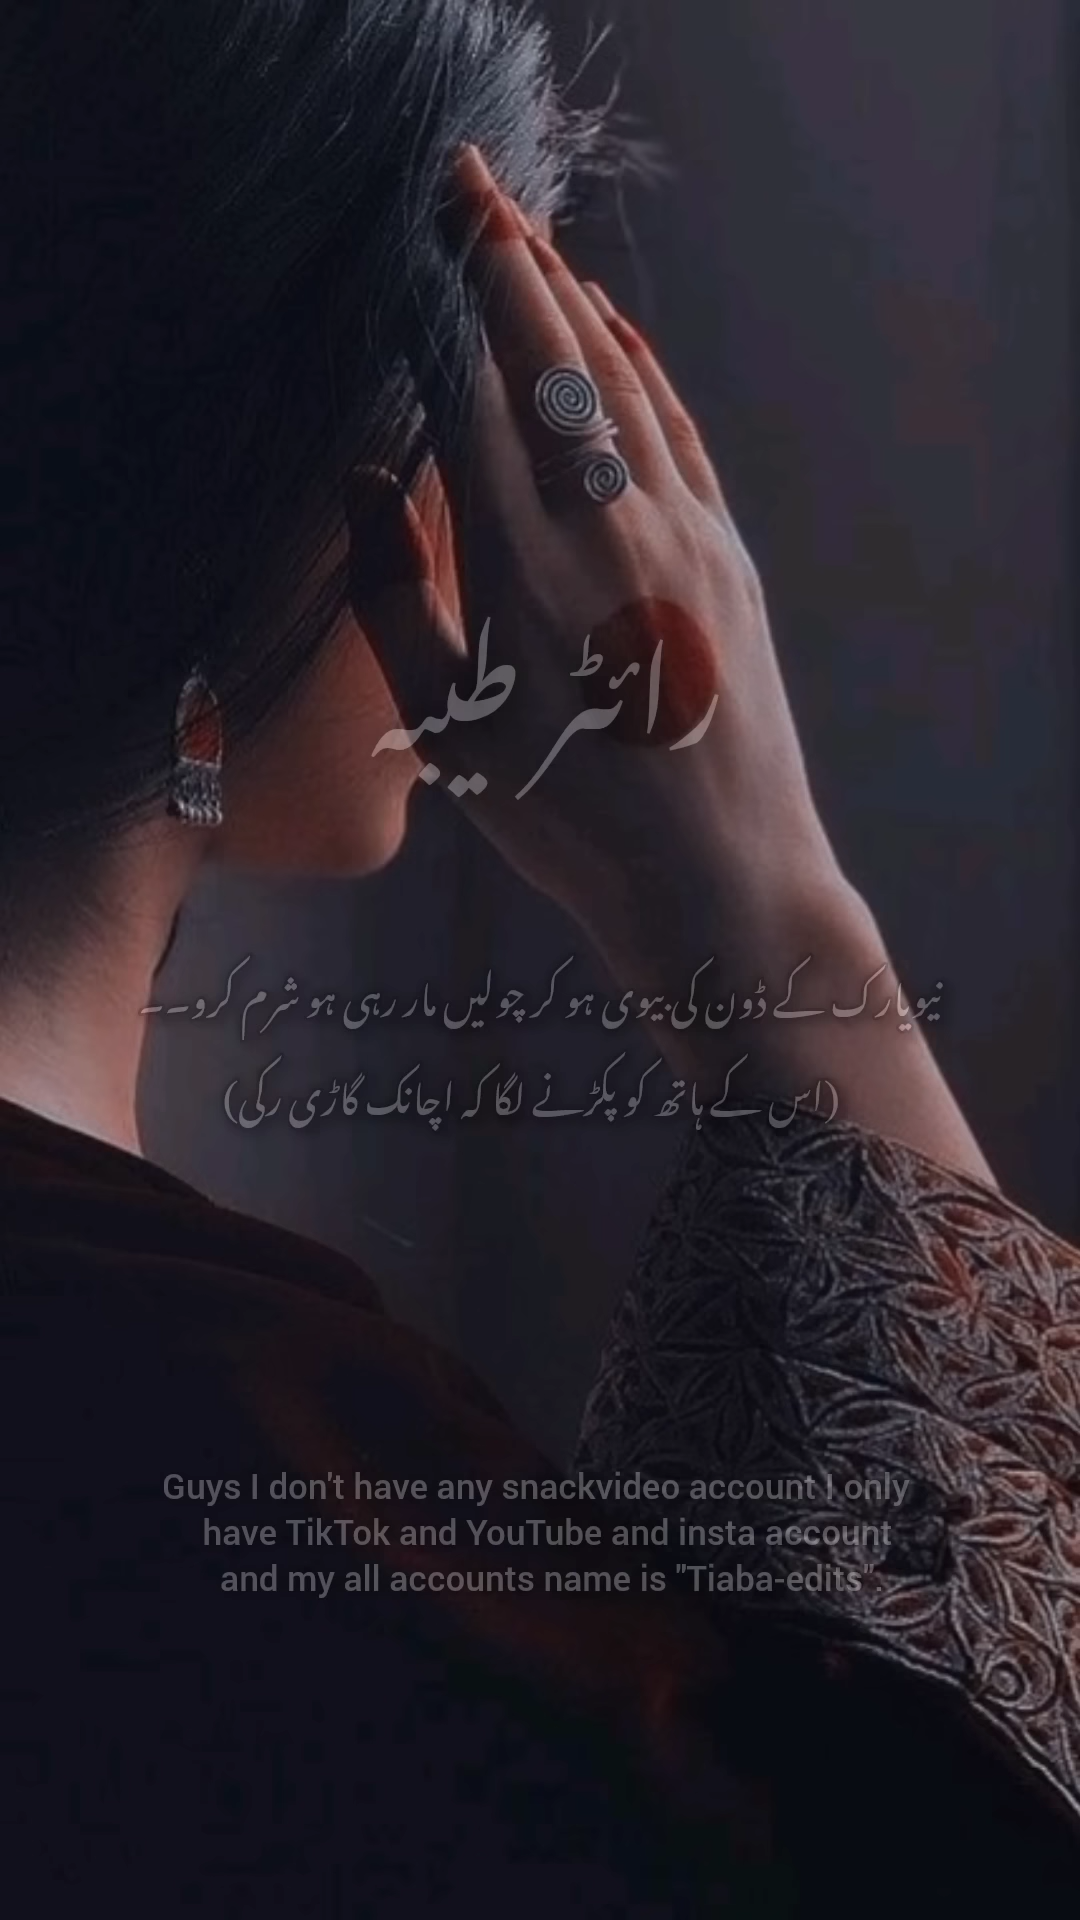 رائٹر طیبہ
نیویارک کے ڈون کی بیوی ہو کر چولیں مار رہی ہو شرم کرو۔۔
(اس کے ہاتھ کو پکڑنے لگا کہ اچانک گاڑی رکی)
Guys I don't have any snackvideo account I only
have TikTok and YouTube and insta account
and my all accounts name is "Tiaba-edits".